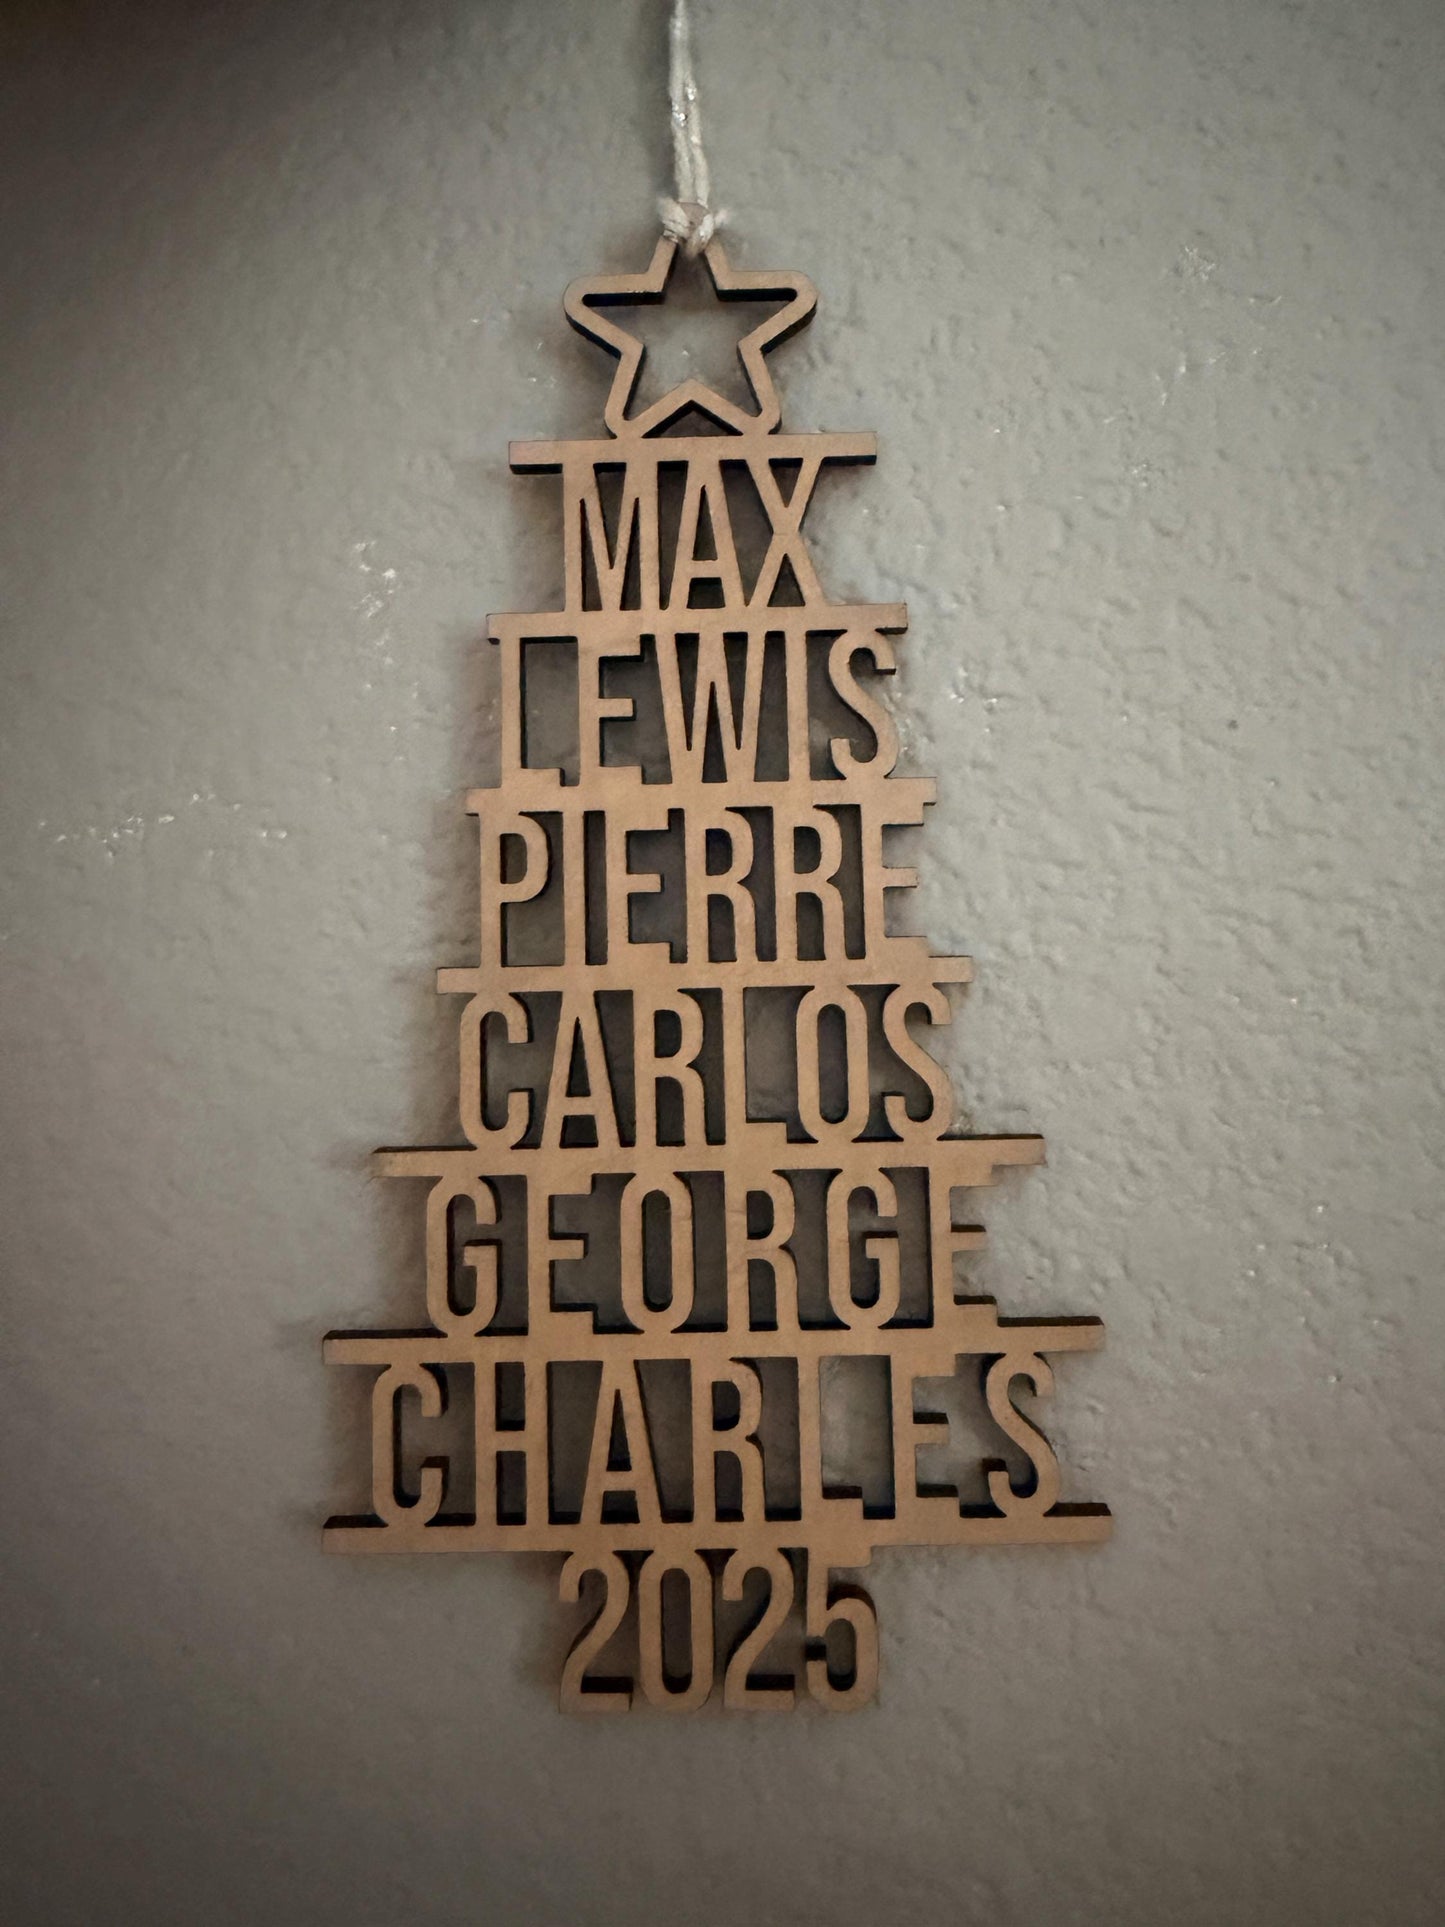 MAX
LEWIS
PIERRE
CARLOS
GEORGE
CHARLES
2025